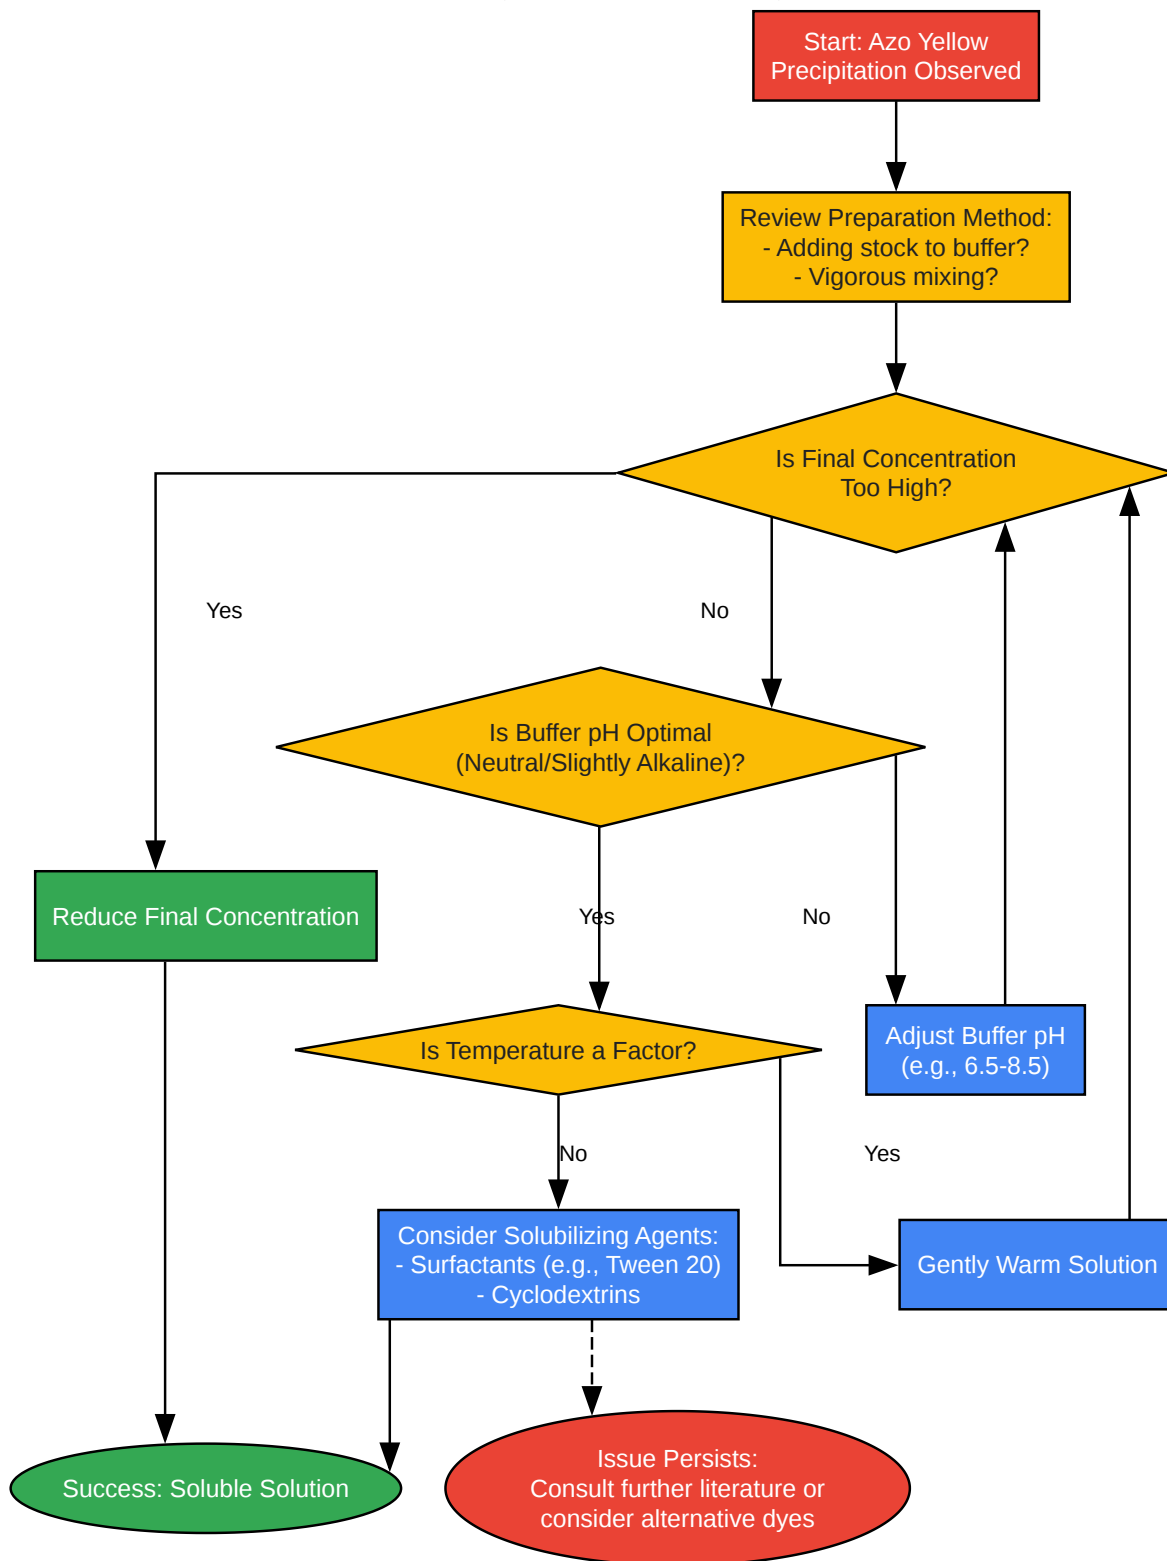 Start: Azo Yellow
Precipitation Observed
Review Preparation Method:
- Adding stock to buffer?
- Vigorous mixing?
Is Final Concentration
Too High?
Yes
No
Is Buffer pH Optimal
(Neutral/Slightly Alkaline)?
Reduce Final Concentration
Yes
No
Is Temperature a Factor?
Adjust Buffer pH
(e.g., 6.5-8.5)
No
Yes
Consider Solubilizing Agents:
- Surfactants (e.g., Tween 20)
- Cyclodextrins
Gently Warm Solution
Success: Soluble Solution
Issue Persists:
Consult further literature or
consider alternative dyes